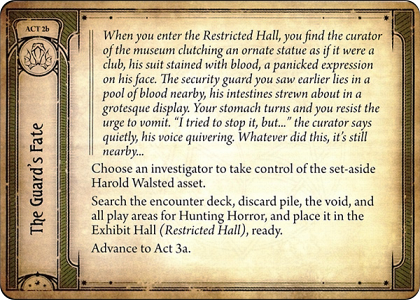 ACT 2b
The Guard's Fate
When you enter the Restricted Hall, you find the curator
of the museum clutching an ornate statue as if it were a
club, his suit stained with blood, a panicked expression
on his face. The security guard you saw earlier lies in a
pool of blood nearby, his intestines strewn about in a
grotesque display. Your stomach turns and you resist the
urge to vomit. “I tried to stop it, but...” the curator says
quietly, his voice quivering. Whatever did this, it's still
nearby...
Choose an investigator to take control of the set-aside
Harold Walsted asset.
Search the encounter deck, discard pile, the void, and
all play areas for Hunting Horror, and place it in the
Exhibit Hall (Restricted Hall), ready.
Advance to Act 3a.